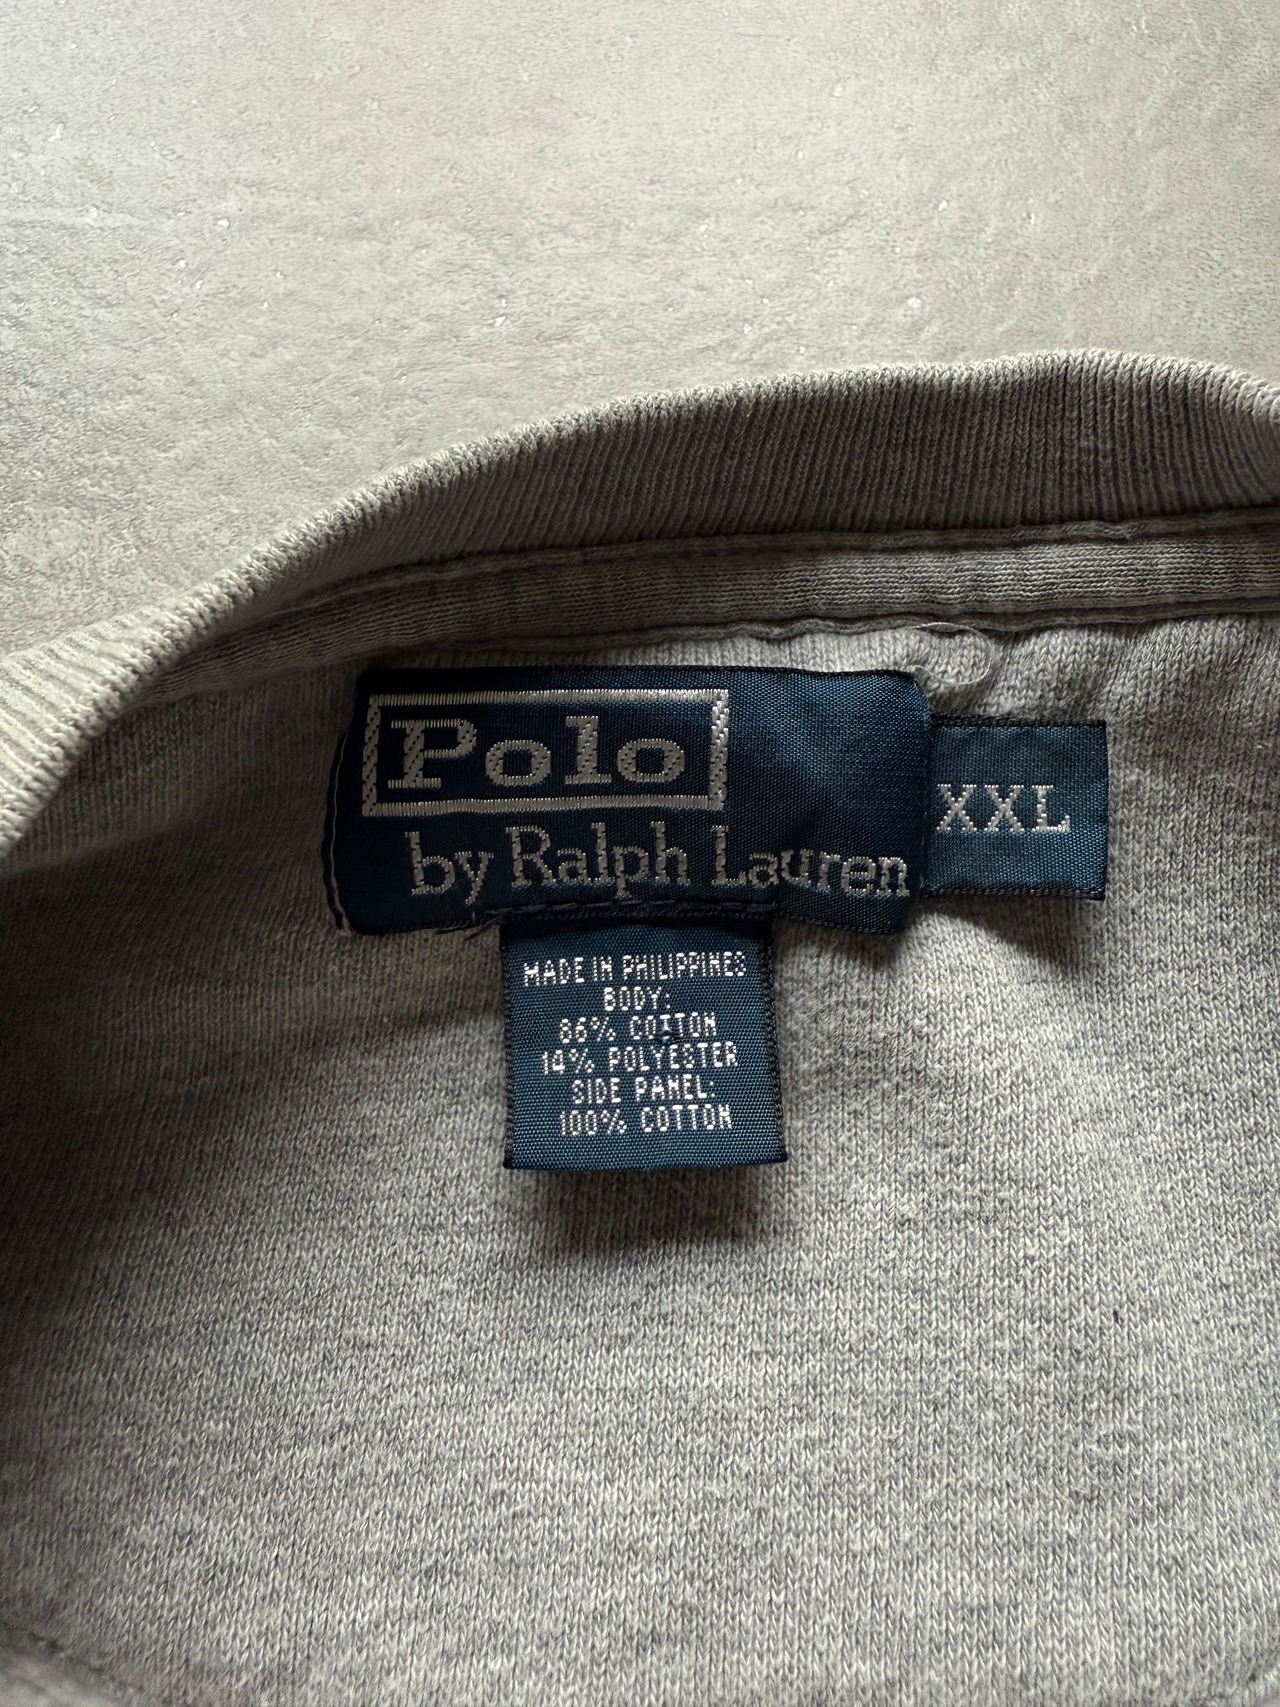 Polo
by Ralph Lauren
XXL
MADE IN PHILIPPINES
BODY:
86% COTTON
14% POLYESTER
SIDE PANEL:
100% COTTON